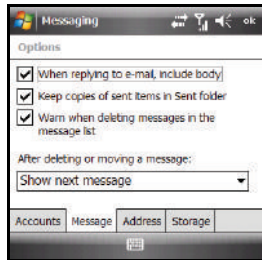 Messaging
ok
Options
When replying to e-mail, include body
Keep copies of sent items in Sent folder
Warn when deleting messages in the
message list
After deleting or moving a message:
Show next message
Accounts Message Address Storage